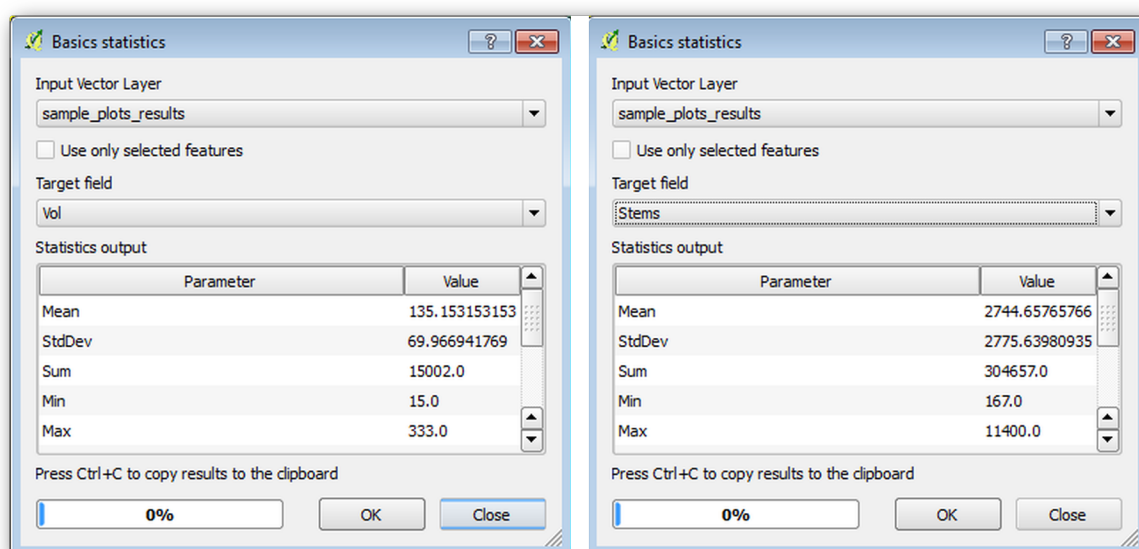 Basics statistics
Input Vector Layer
sample_plots_results
Use only selected features
Target field
Vol
Statistics output
Parameter Value
Mean 135.153153153
StdDev 69.966941769
Sum 15002.0
Min 15.0
Max 333.0
Press Ctrl+C to copy results to the clipboard
0% OK Close
Basics statistics
Input Vector Layer
sample_plots_results
Use only selected features
Target field
Stems
Statistics output
Parameter Value
Mean 2744.65765766
StdDev 2775.63980935
Sum 304657.0
Min 167.0
Max 11400.0
Press Ctrl+C to copy results to the clipboard
0% OK Close